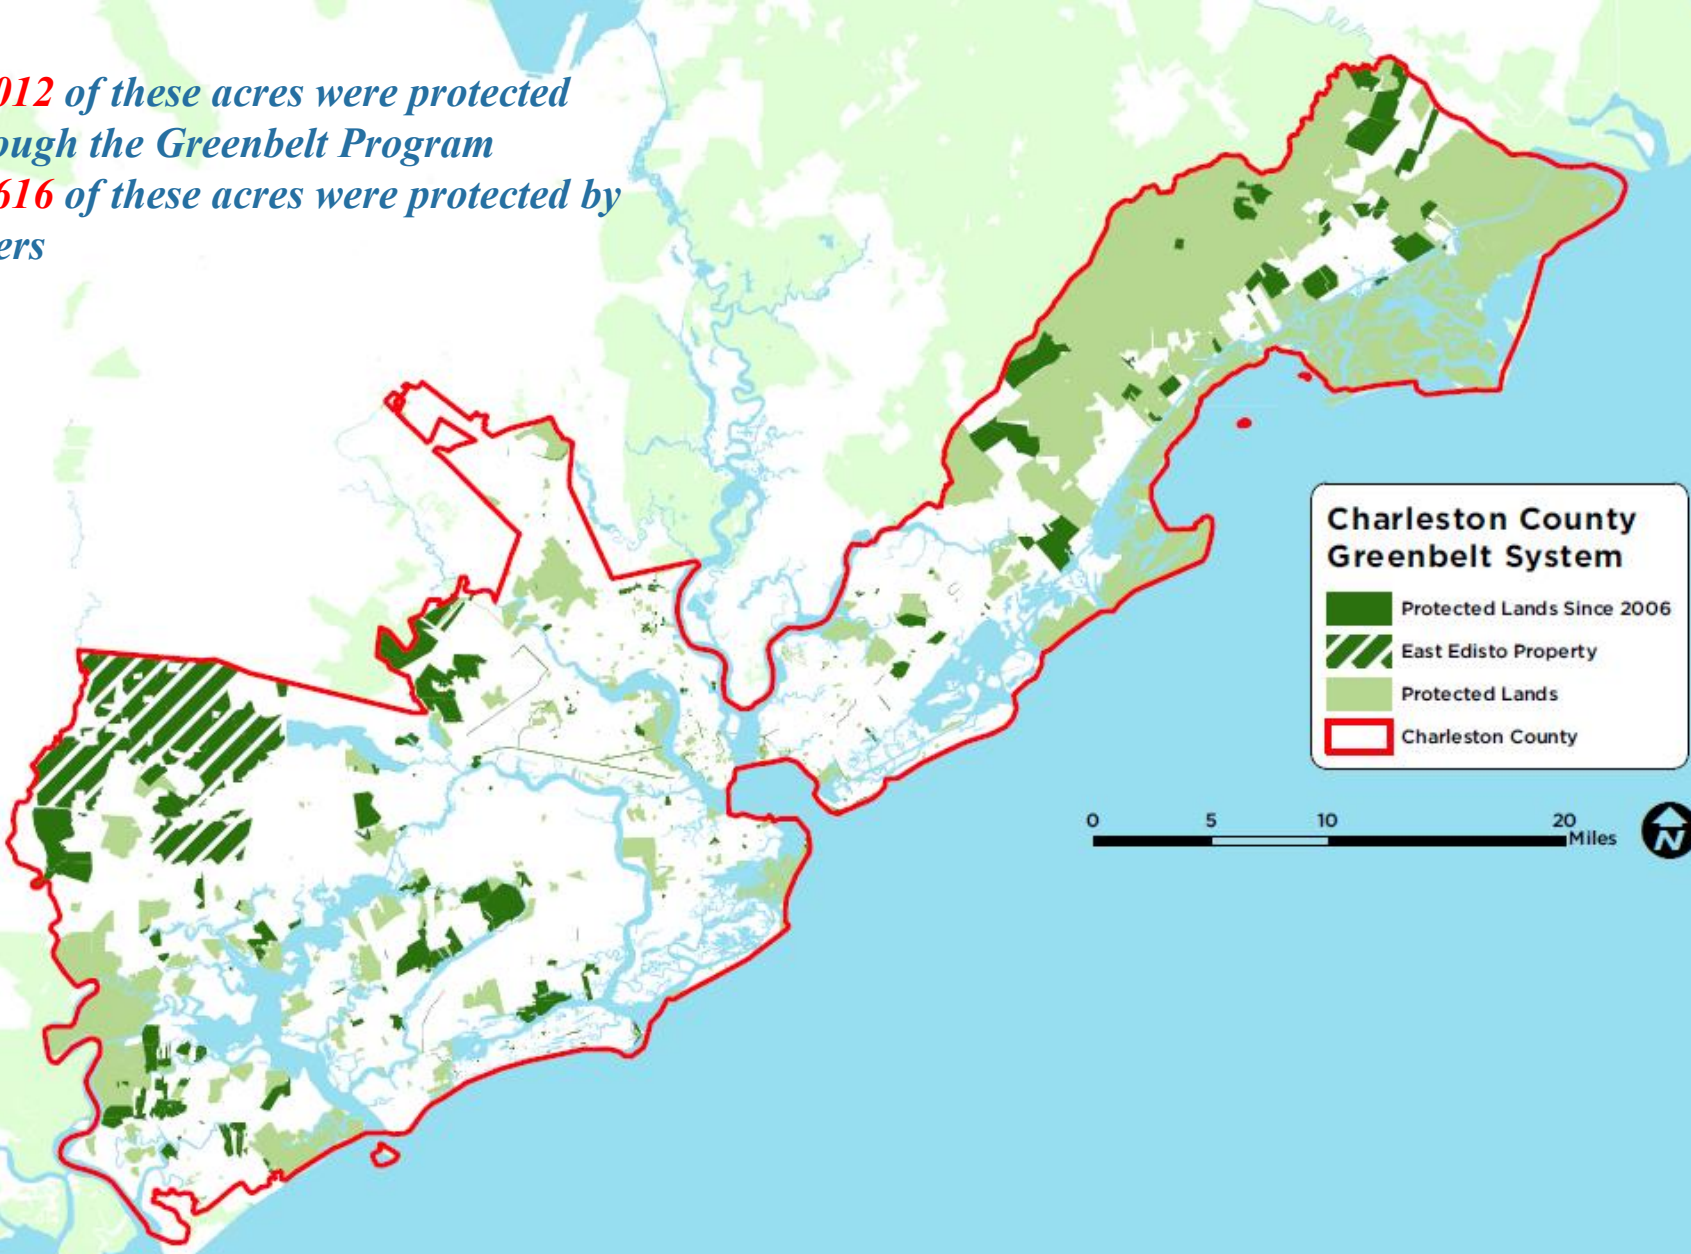 012 of these acres were protected
ough the Greenbelt Program
616 of these acres were protected by
ers
Charleston County
Greenbelt System
Protected Lands Since 2006
East Edisto Property
Protected Lands
Charleston County
0 5 10 20
Miles
N